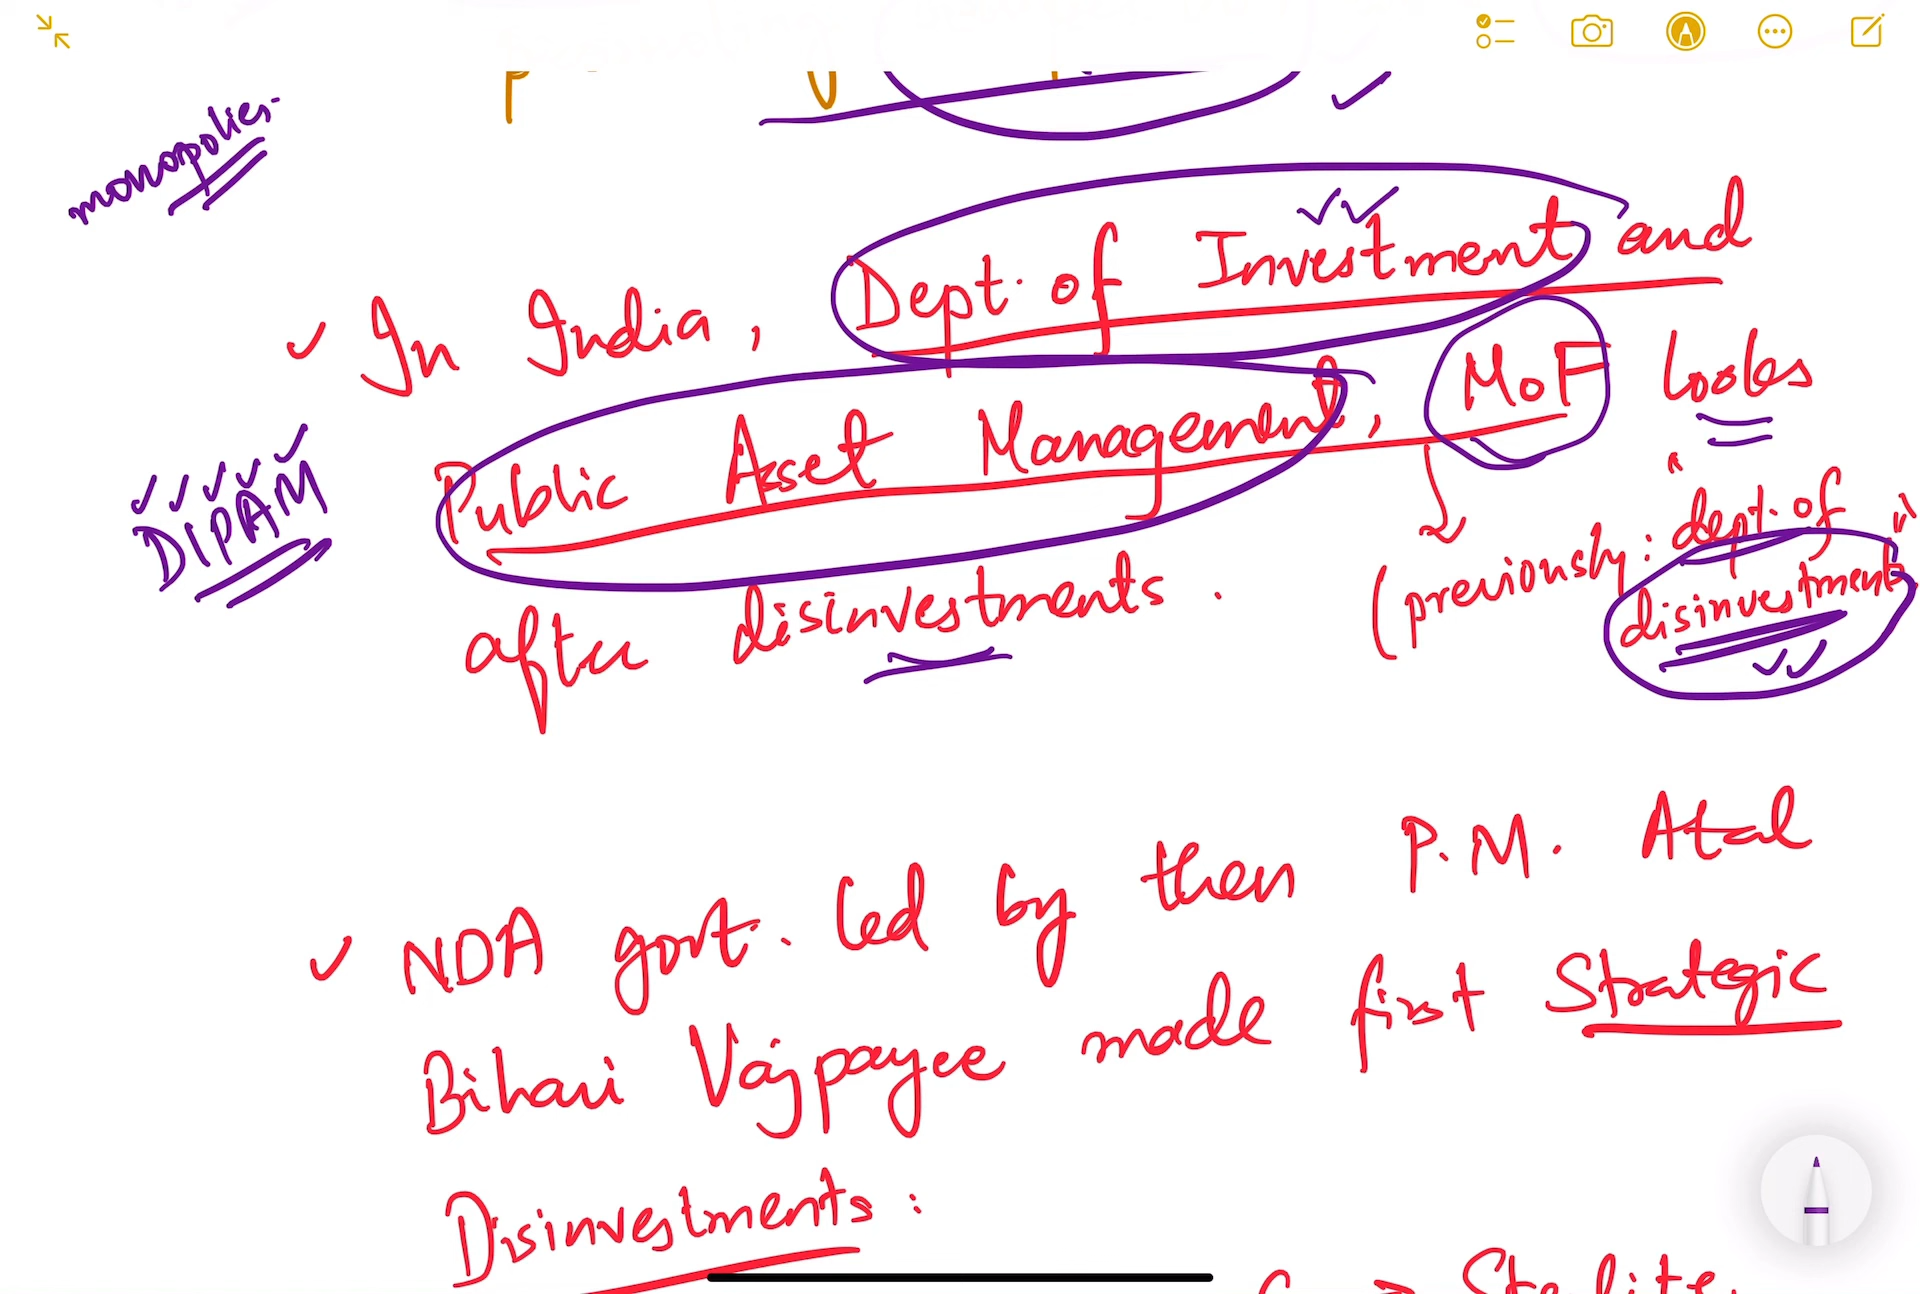 monopolies
In India, Dept. of Investment and
Public Asset Management, MoF looks
DIPAM
after disinvestments.
(previously: "dept. of
disinvestment"
NDA govt. led by then P.M. Atal
Bihari Vajpayee made first Strategic
Disinvestments: